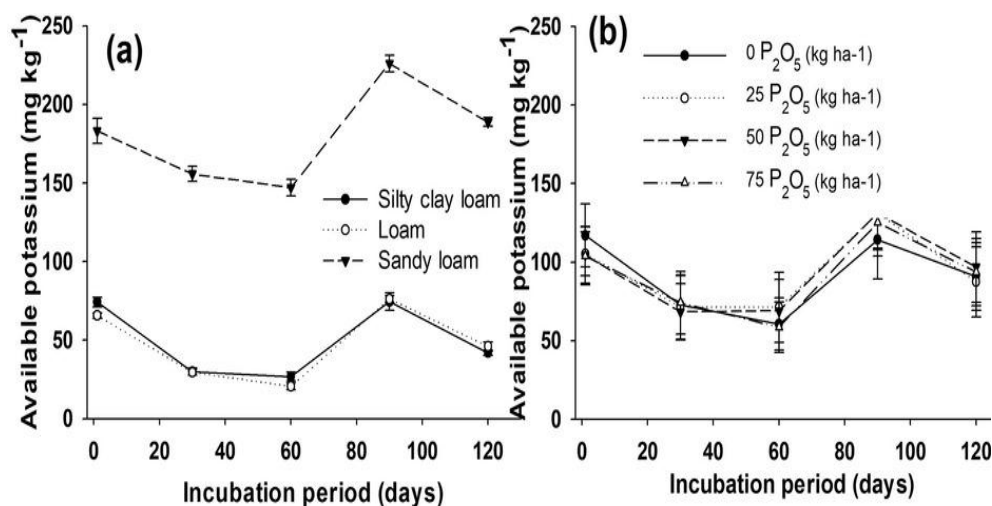 (a)
Available potassium (mg kg⁻¹)
250
200
150
100
50
0
Silty clay loam
Loam
Sandy loam
0 20 40 60 80 100 120
Incubation period (days)
(b)
Available potassium (mg kg⁻¹)
250
200
150
100
50
0
0 P₂O₅ (kg ha-1)
25 P₂O₅ (kg ha-1)
50 P₂O₅ (kg ha-1)
75 P₂O₅ (kg ha-1)
0 20 40 60 80 100 120
Incubation period (days)